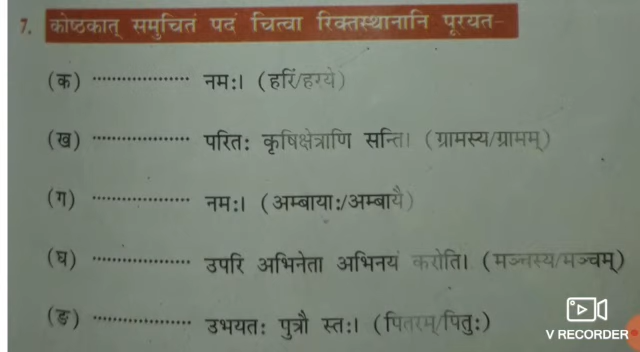 7. कोष्ठकात् समुचितं पदं चित्वा रिक्तस्थानानि पूरयत-
(क) ........................ नमः। (हरिं/हरये)
(ख) ........................ परितः कृषिक्षेत्राणि सन्ति। (ग्रामस्य/ग्रामम्)
(ग) ........................ नमः। (अम्बायाः/अम्बायै)
(घ) ........................ उपरि अभिनेता अभिनयं करोति। (मञ्चस्य/मञ्चम्)
(ङ) ........................ उभयतः पुत्रौ स्तः। (पितरम्/पितुः)
V RECORDER